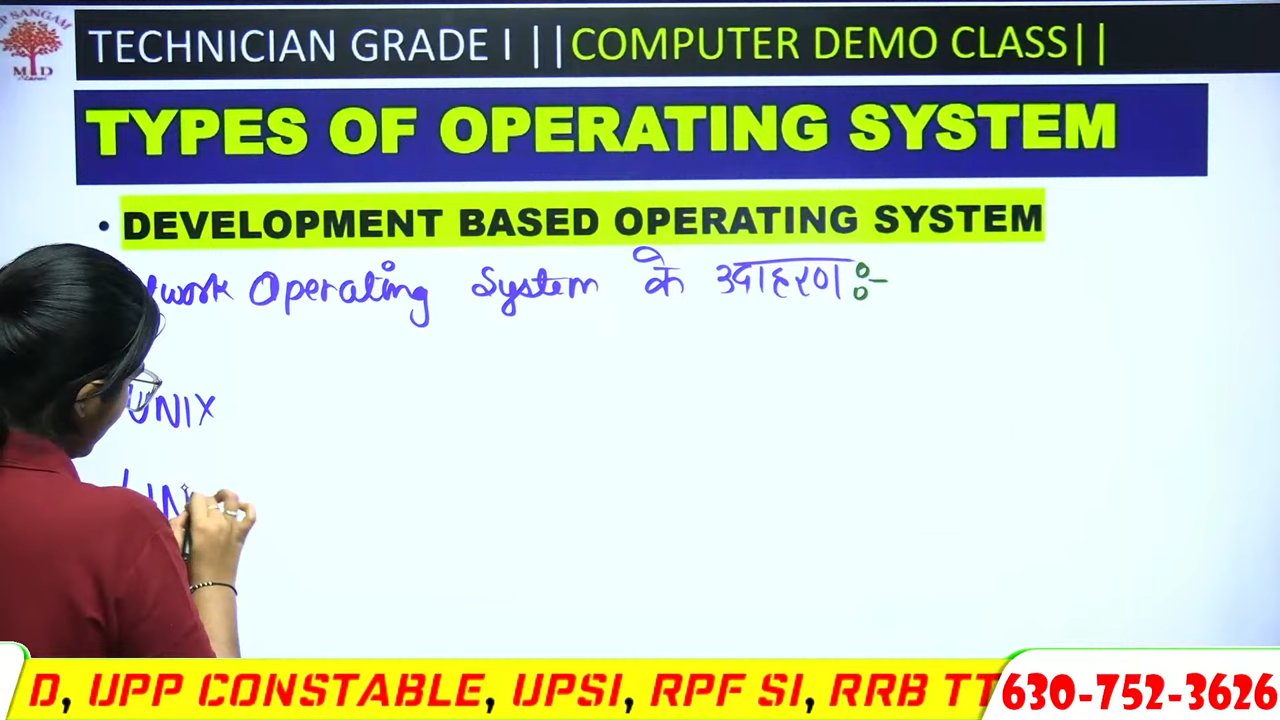 P SANGAM
M D
TECHNICIAN GRADE I ||COMPUTER DEMO CLASS||
TYPES OF OPERATING SYSTEM
• DEVELOPMENT BASED OPERATING SYSTEM
Operating System के उदाहरण :-
UNIX
D, UPP CONSTABLE, UPSI, RPF SI, RRB TT
630-752-3626